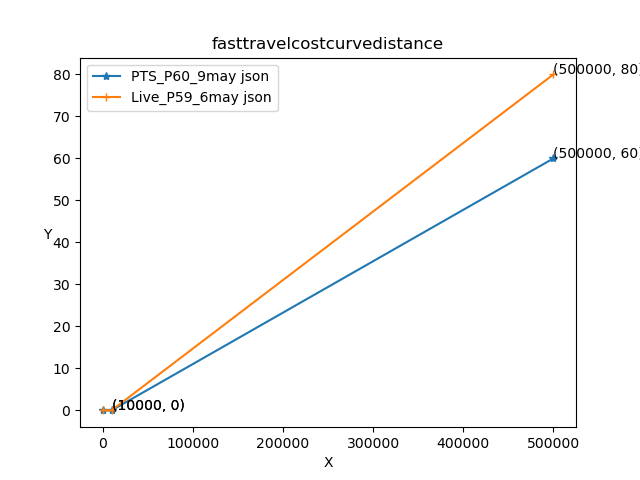 fasttravelcostcurvedistance
PTS_P60_9may json
Live_P59_6may json
(500000, 80)
(500000, 60)
(10000, 0)
Y
80
70
60
50
40
30
20
10
0
0 100000 200000 300000 400000 500000
X